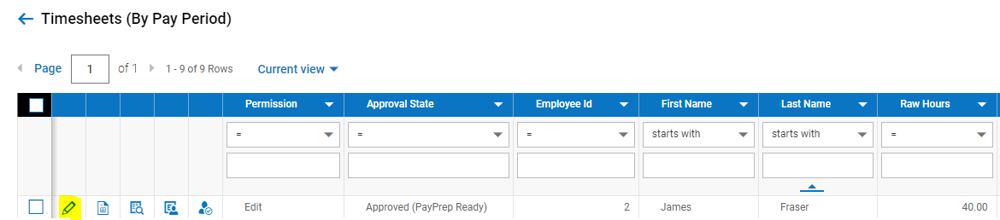 Timesheets (By Pay Period)
Page 1 of 1 1 - 9 of 9 Rows Current view
Permission Approval State Employee Id First Name Last Name Raw Hours
= = = starts with starts with =
Edit Approved (PayPrep Ready) 2 James Fraser 40.00